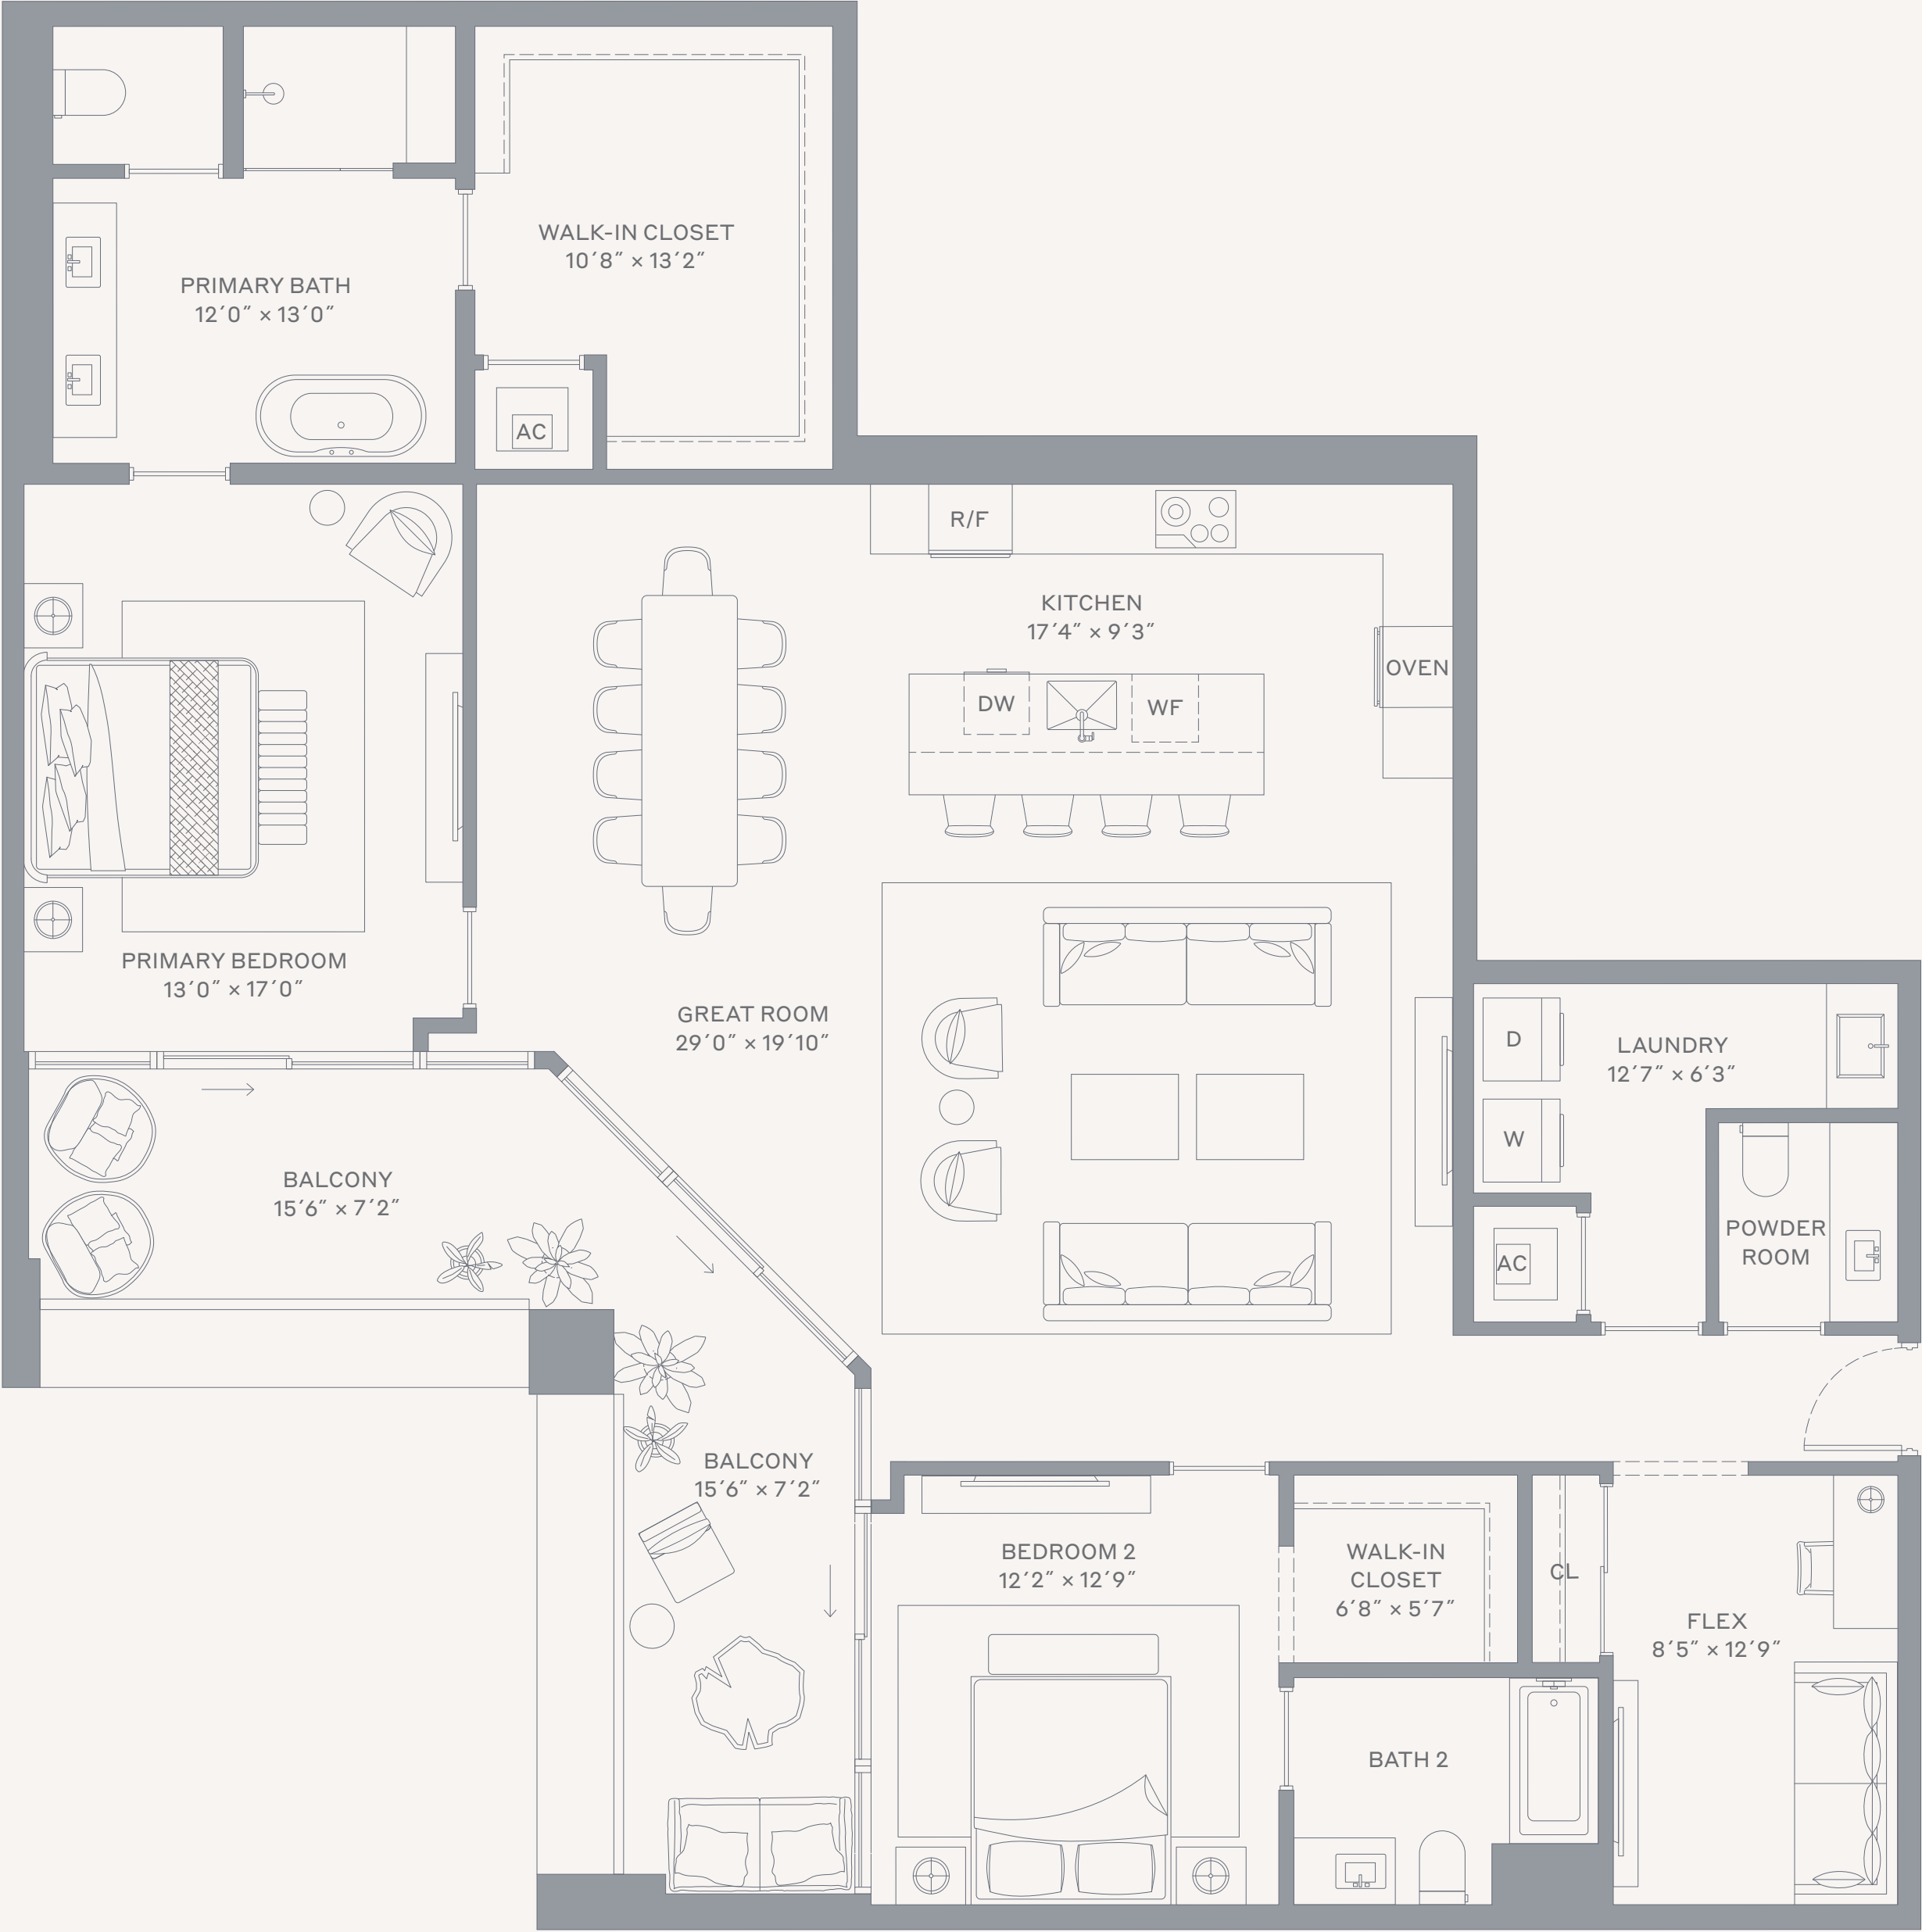 WALK-IN CLOSET
10´8˝ × 13´2˝
PRIMARY BATH
12´0˝ × 13´0˝
AC
R/F
KITCHEN
17´4˝ × 9´3˝
OVEN
DW
WF
PRIMARY BEDROOM
13´0˝ × 17´0˝
GREAT ROOM
29´0˝ × 19´10˝
D
LAUNDRY
12´7˝ × 6´3˝
W
BALCONY
15´6˝ × 7´2˝
POWDER
ROOM
AC
BALCONY
15´6˝ × 7´2˝
BEDROOM 2
12´2˝ × 12´9˝
WALK-IN
CLOSET
6´8˝ × 5´7˝
CL
FLEX
8´5˝ × 12´9˝
BATH 2